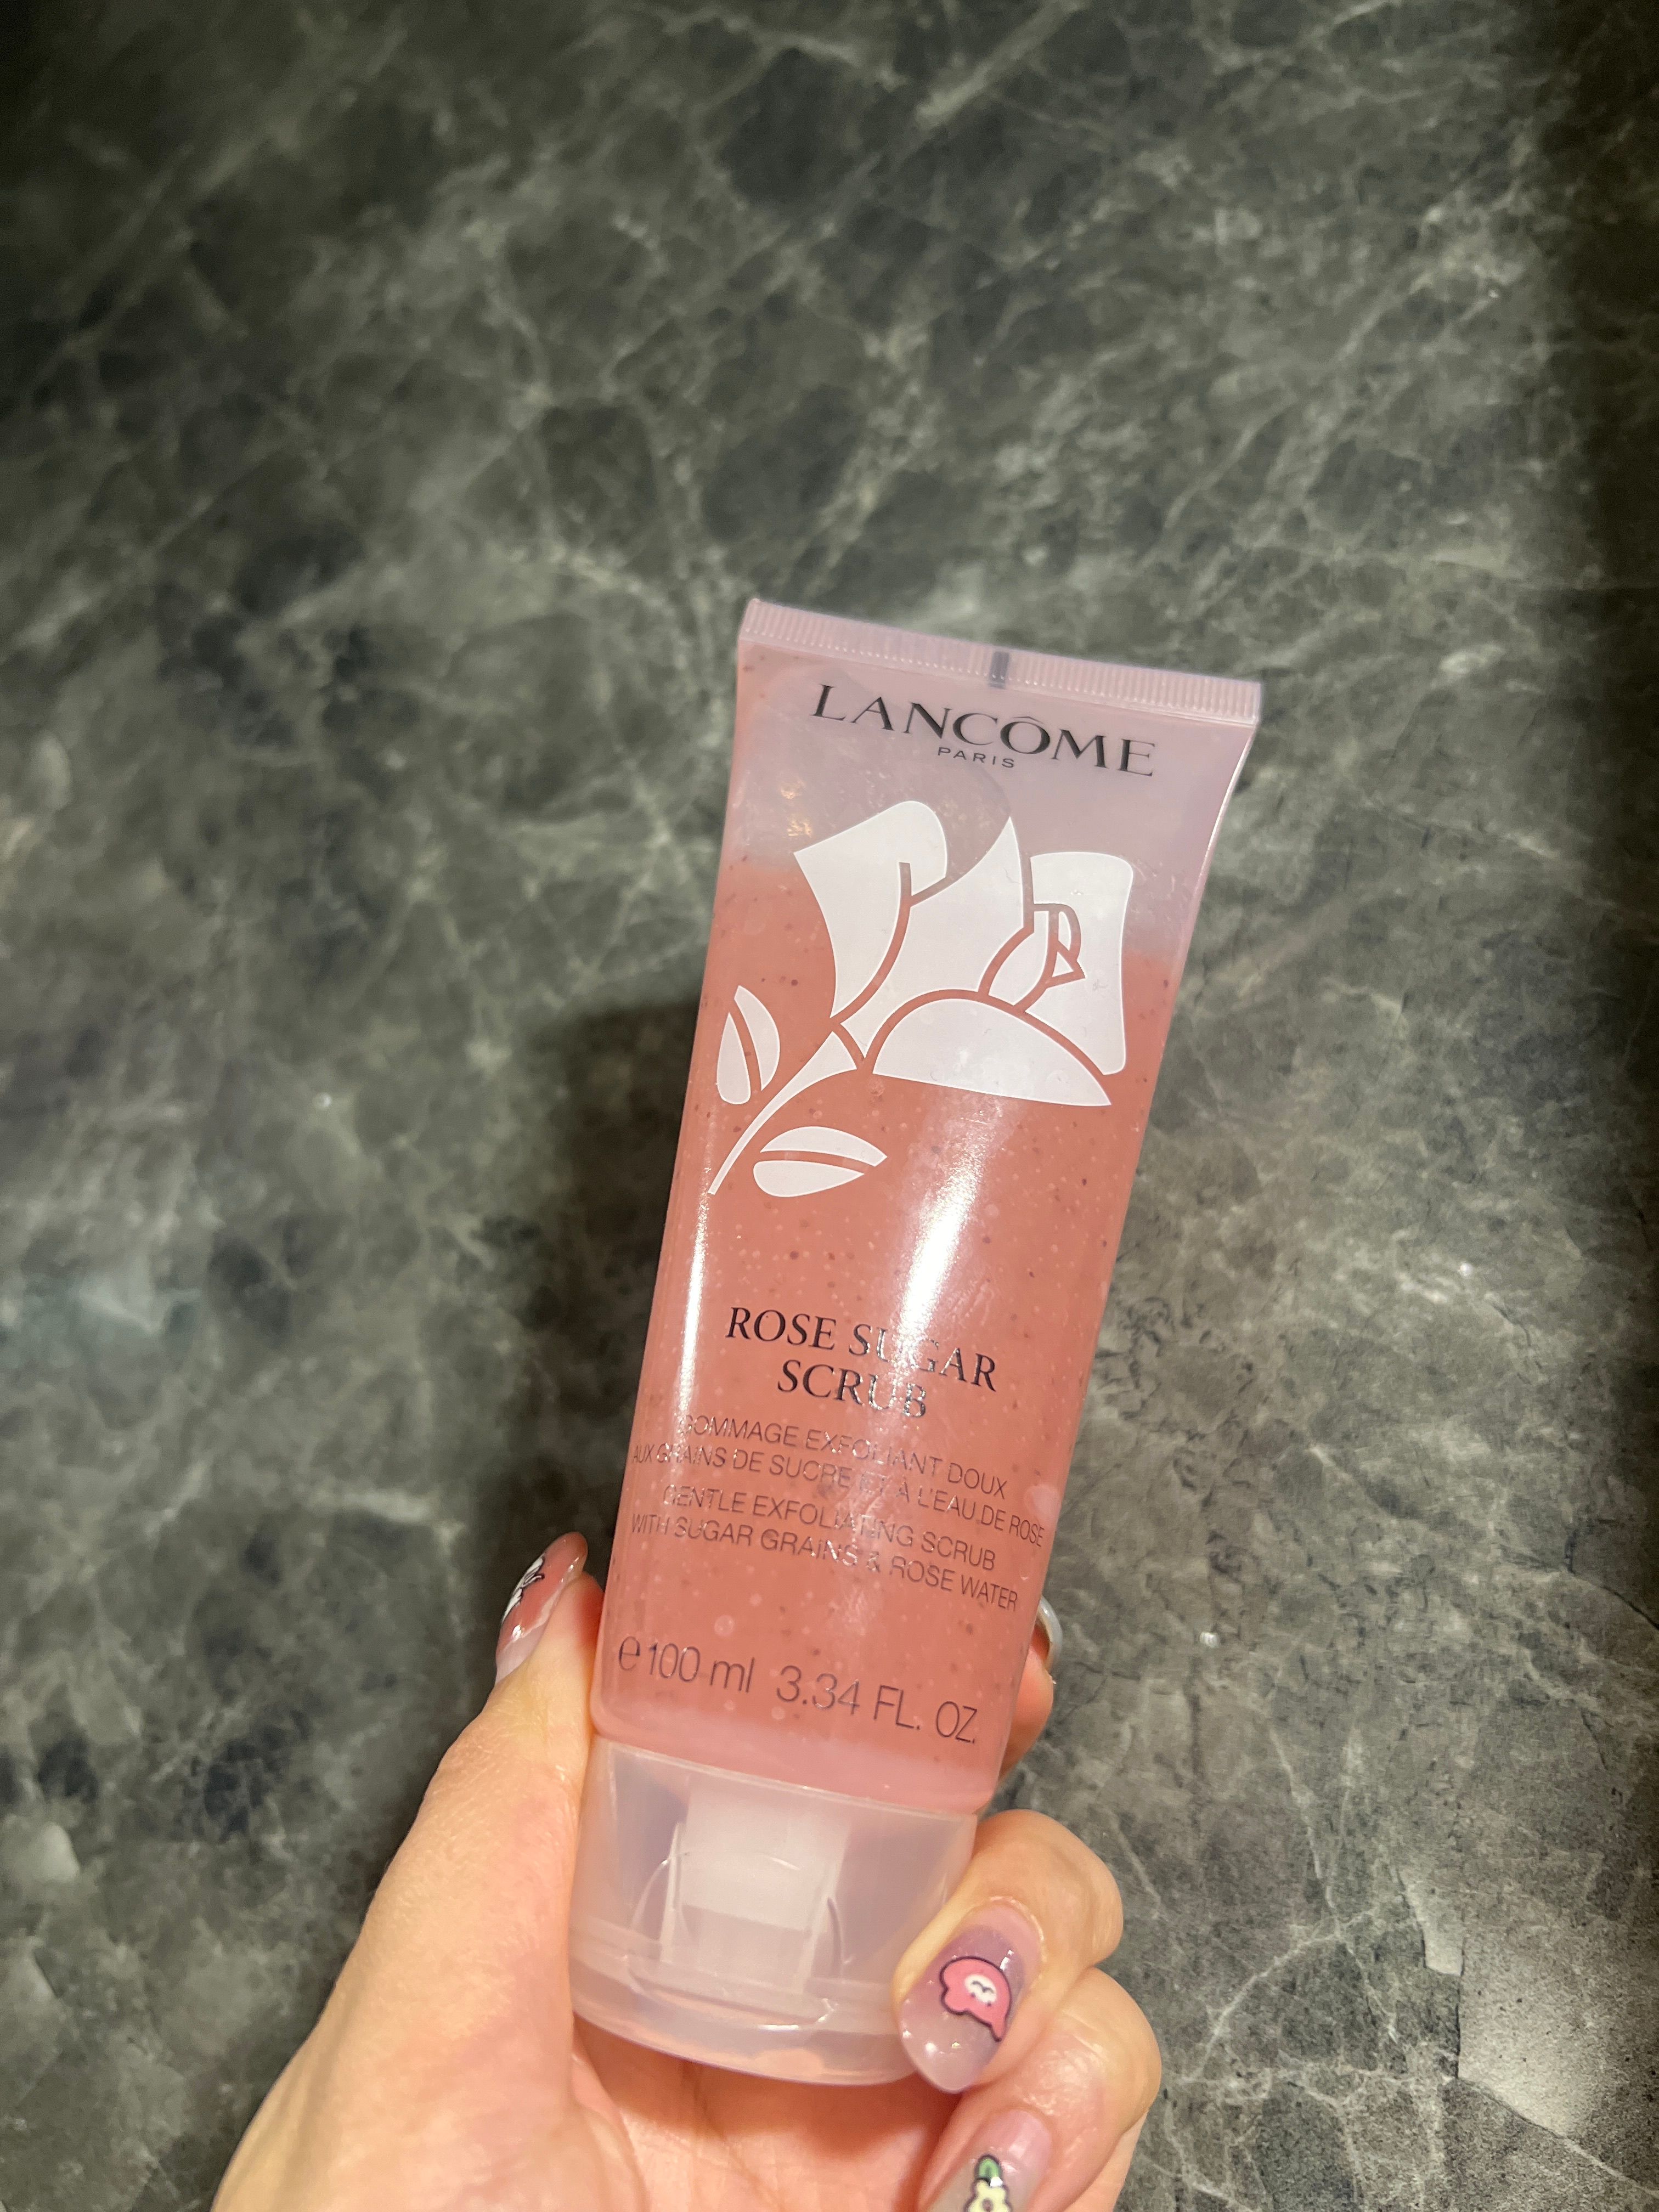 LANCÔME
PARIS
ROSE SUGAR
SCRUB
GOMMAGE EXFOLIANT DOUX
AUX GRAINS DE SUCRE ET À L'EAU DE ROSE
GENTLE EXFOLIATING SCRUB
WITH SUGAR GRAINS & ROSE WATER
℮ 100 ml 3.34 FL. OZ.